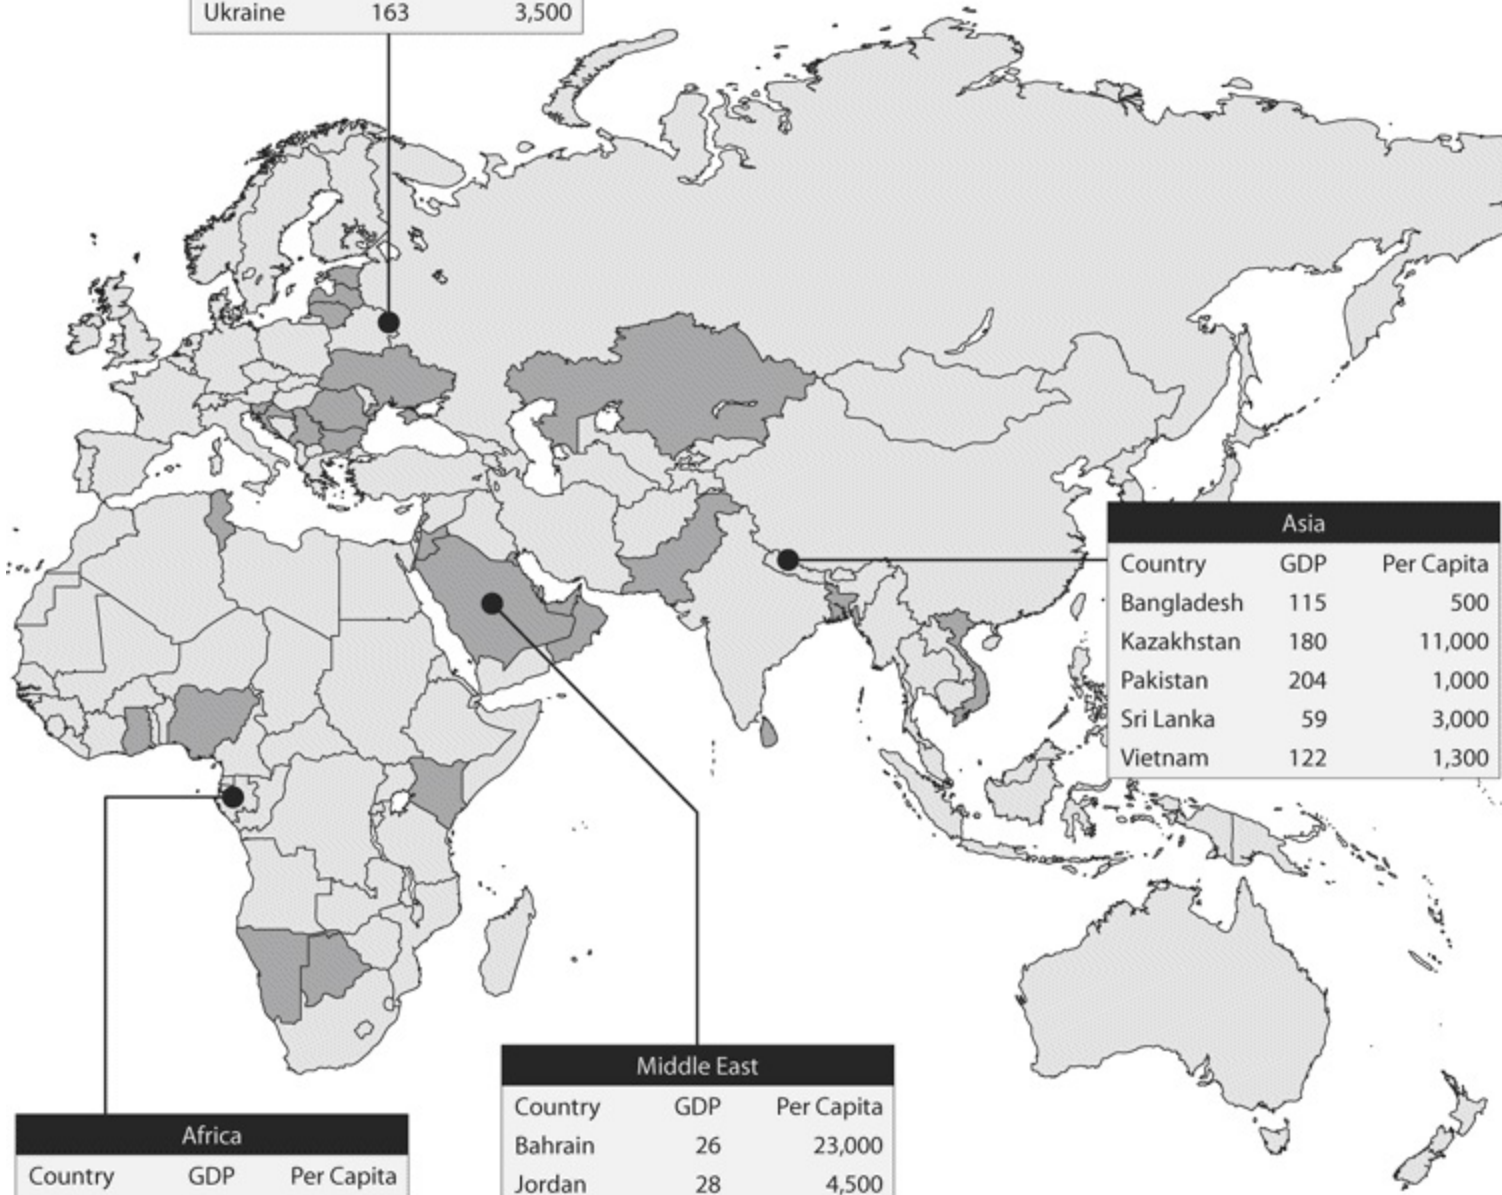 Ukraine 163 3,500
Asia
Country GDP Per Capita
Bangladesh 115 500
Kazakhstan 180 11,000
Pakistan 204 1,000
Sri Lanka 59 3,000
Vietnam 122 1,300
Middle East
Country GDP Per Capita
Bahrain 26 23,000
Jordan 28 4,500
Africa
Country GDP Per Capita